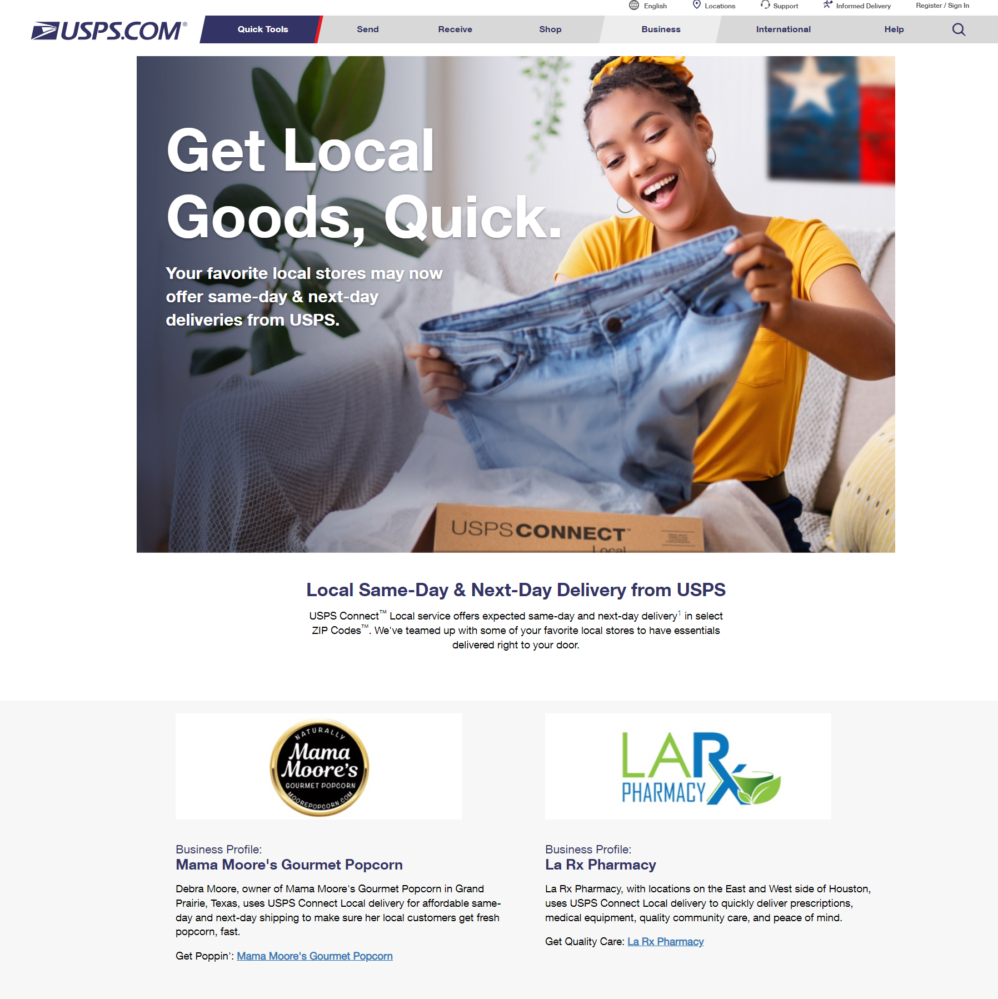 English
Locations
Support
Informed Delivery
Register / Sign In
USPS.COM®
Quick Tools
Send
Receive
Shop
Business
International
Help
Get Local
Goods, Quick.
Your favorite local stores may now
offer same-day & next-day
deliveries from USPS.
USPS CONNECT™
Local
Local Same-Day & Next-Day Delivery from USPS
USPS Connect™ Local service offers expected same-day and next-day delivery1 in select
ZIP Codes™. We've teamed up with some of your favorite local stores to have essentials
delivered right to your door.
NATURALLY
Mama
Moore's
GOURMET POPCORN
MOOREPOPCORN.COM
LARx
PHARMACY
Business Profile:
Mama Moore's Gourmet Popcorn
Debra Moore, owner of Mama Moore's Gourmet Popcorn in Grand
Prairie, Texas, uses USPS Connect Local delivery for affordable same-
day and next-day shipping to make sure her local customers get fresh
popcorn, fast.
Get Poppin': Mama Moore's Gourmet Popcorn
Business Profile:
La Rx Pharmacy
La Rx Pharmacy, with locations on the East and West side of Houston,
uses USPS Connect Local delivery to quickly deliver prescriptions,
medical equipment, quality community care, and peace of mind.
Get Quality Care: La Rx Pharmacy